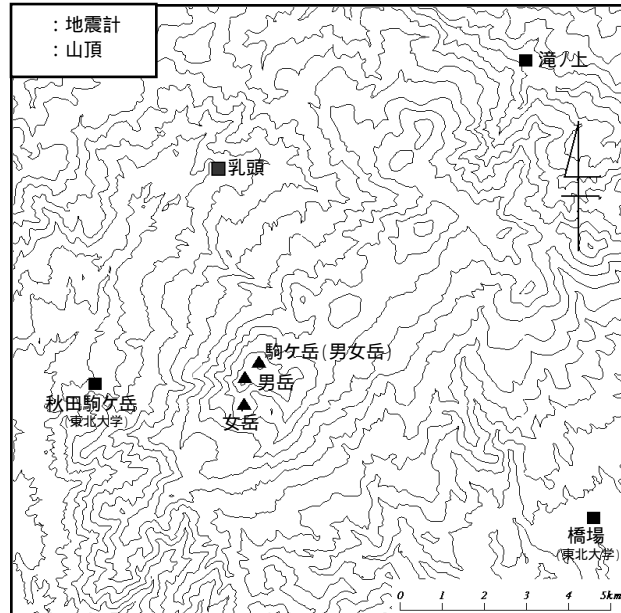 ：地震計
：山頂
滝ノ上
乳頭
駒ケ岳(男女岳)
男岳
秋田駒ケ岳
(東北大学)
女岳
橋場
(東北大学)
0 1 2 3 4 5km